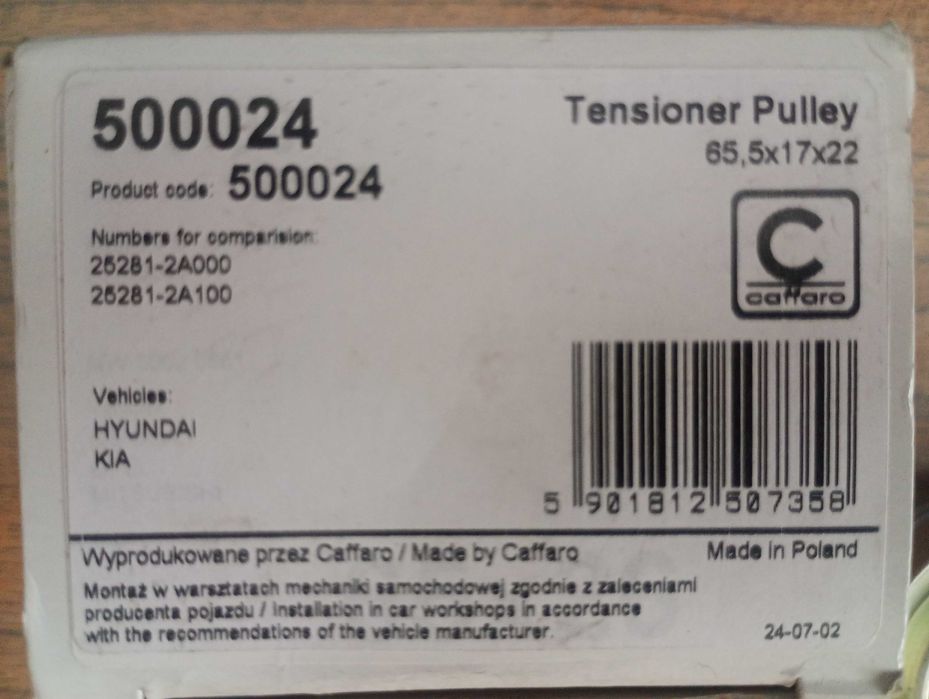 500024
Product code: 500024
Numbers for comparision:
25281-2A000
25281-2A100
Vehicles:
HYUNDAI
KIA
Tensioner Pulley
65,5x17x22
C
caffaro
5 901812 507358
Wyprodukowane przez Caffaro / Made by Caffaro
Made in Poland
Montaż w warsztatach mechaniki samochodowej zgodnie z zaleceniami
producenta pojazdu / Installation in car workshops in accordance
with the recommendations of the vehicle manufacturer.
24-07-02